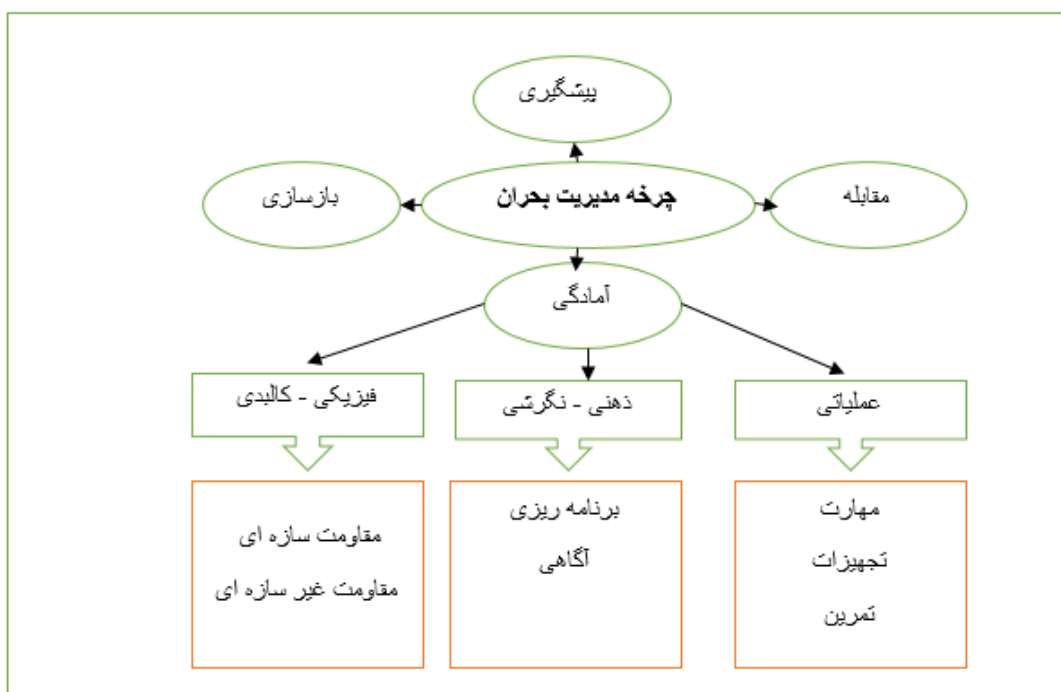 پیشگیری
مقابله
چرخه مدیریت بحران
بازسازی
آمادگی
عملیاتی
ذهنی - نگرشی
فیزیکی - کالبدی
مهارت
تجهیزات
تمرین
برنامه ریزی
آگاهی
مقاومت سازه ای
مقاومت غیر سازه ای